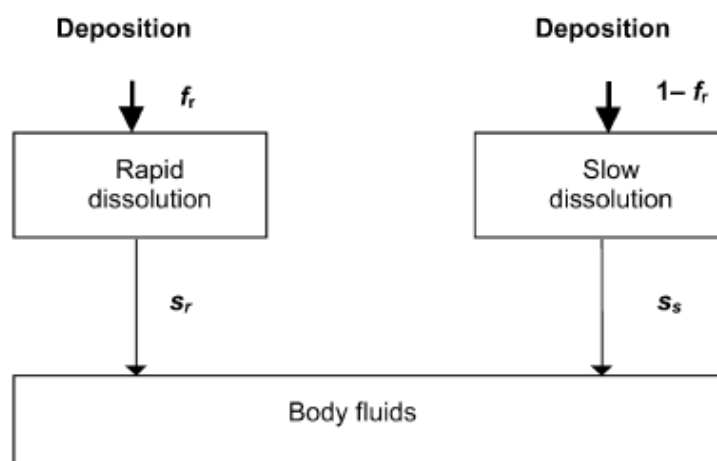 Deposition
Deposition
fr
1– fr
Rapid
dissolution
Slow
dissolution
sr
ss
Body fluids